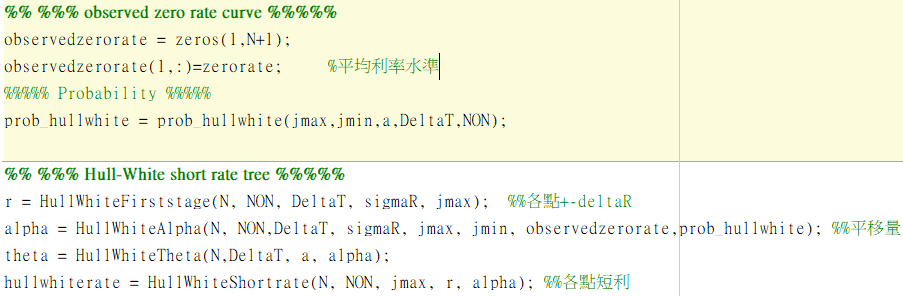 %% %%% observed zero rate curve %%%%%
observedzerorate = zeros(1,N+1);
observedzerorate(1,:)=zerorate; %平均利率水準
%%%%% Probability %%%%%
prob_hullwhite = prob_hullwhite(jmax,jmin,a,DeltaT,NON);
%% %%% Hull-White short rate tree %%%%%
r = HullWhiteFirststage(N, NON, DeltaT, sigmaR, jmax); %%各點+-deltaR
alpha = HullWhiteAlpha(N, NON,DeltaT, sigmaR, jmax, jmin, observedzerorate,prob_hullwhite); %%平移量
theta = HullWhiteTheta(N,DeltaT, a, alpha);
hullwhiterate = HullWhiteShortrate(N, NON, jmax, r, alpha); %%各點短利